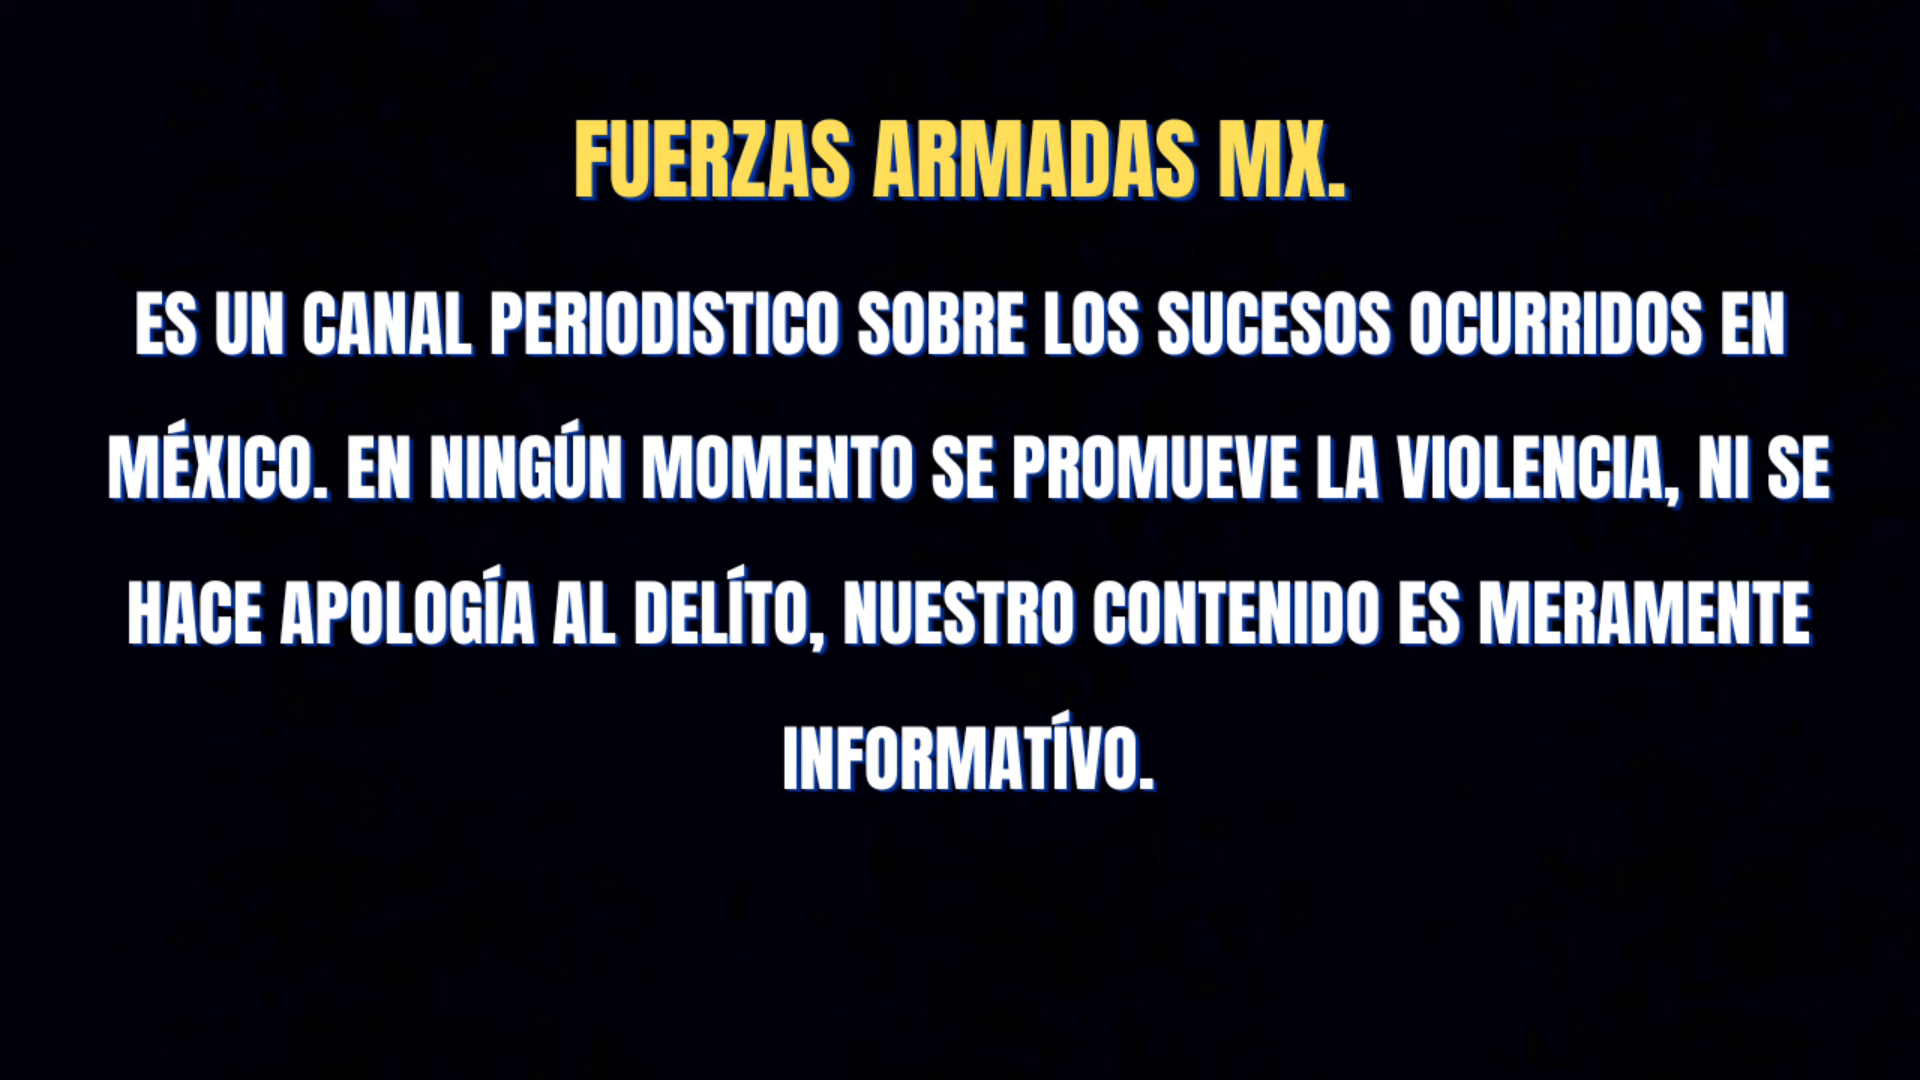 FUERZAS ARMADAS MX.
ES UN CANAL PERIODISTICO SOBRE LOS SUCESOS OCURRIDOS EN
MÉXICO. EN NINGÚN MOMENTO SE PROMUEVE LA VIOLENCIA, NI SE
HACE APOLOGÍA AL DELÍTO, NUESTRO CONTENIDO ES MERAMENTE
INFORMATÍVO.